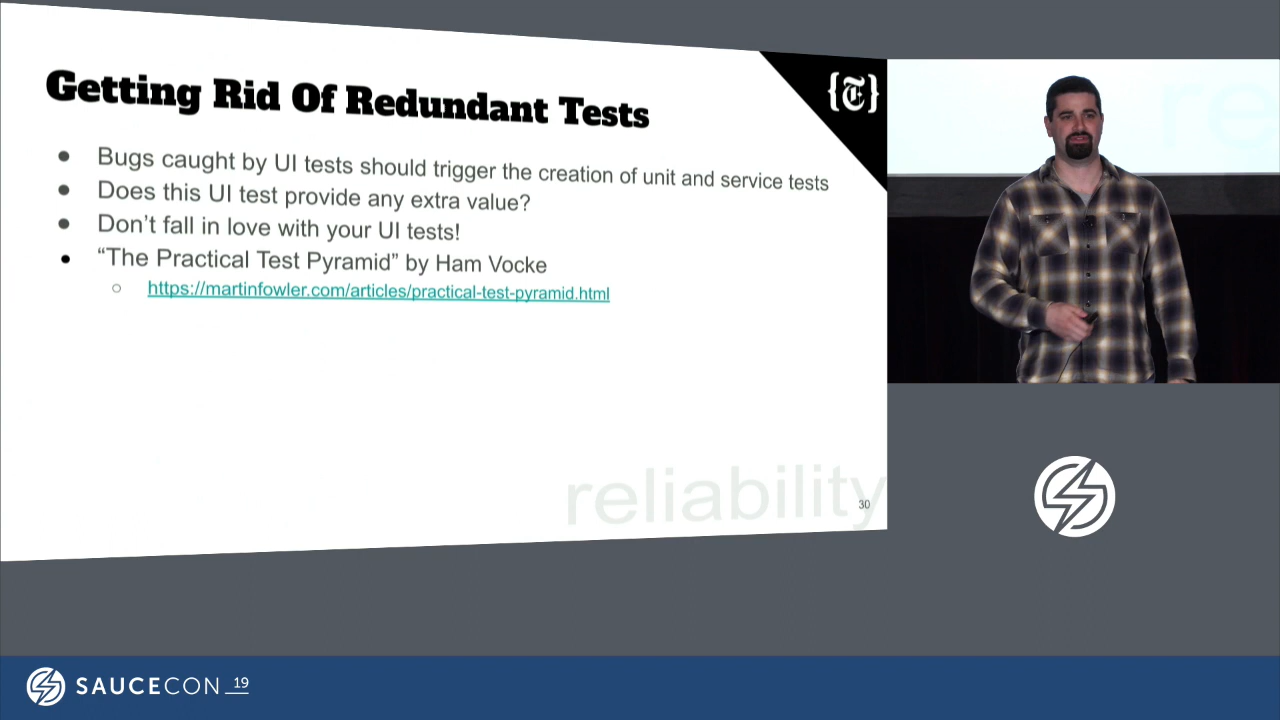 Getting Rid Of Redundant Tests
{T}
● Bugs caught by UI tests should trigger the creation of unit and service tests
● Does this UI test provide any extra value?
● Don’t fall in love with your UI tests!
● “The Practical Test Pyramid” by Ham Vocke
○ https://martinfowler.com/articles/practical-test-pyramid.html
re
reliability
30
SAUCECON_19